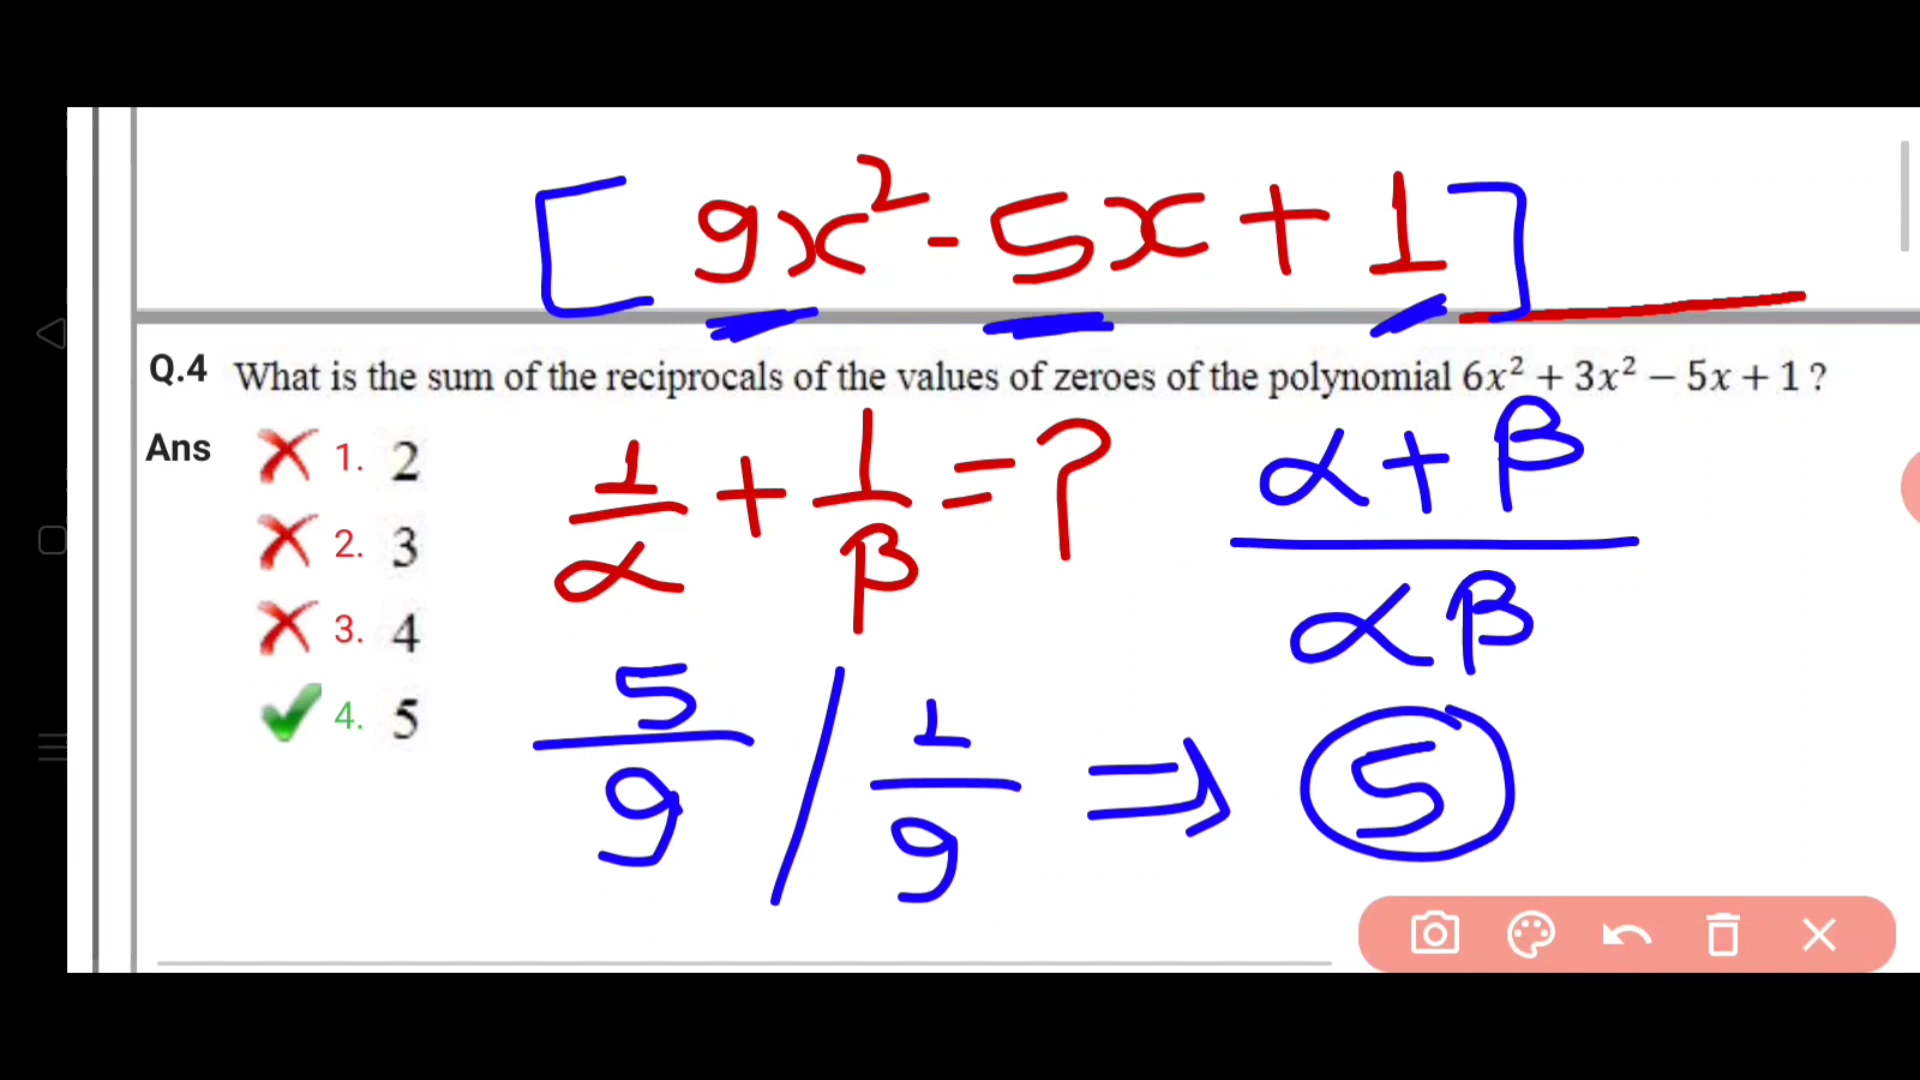 [ 9x² - 5x + 1 ]
Q.4 What is the sum of the reciprocals of the values of zeroes of the polynomial 6x² + 3x² − 5x + 1 ?
Ans 1. 2
2. 3
3. 4
4. 5
1/α + 1/β = ?
α + β / αβ
5/9 / 1/9 ⇒ 5